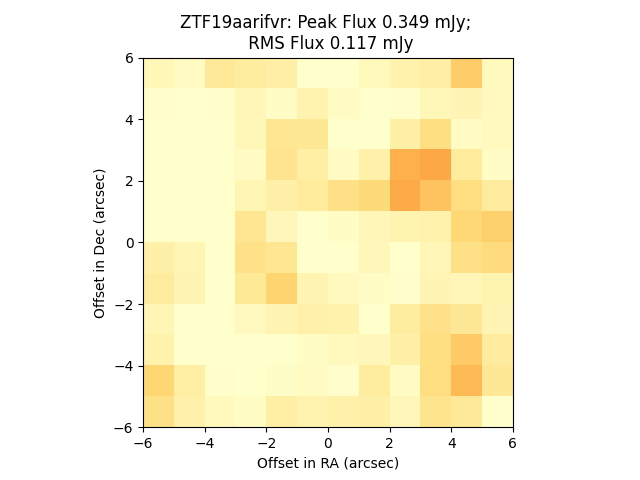 ZTF19aarifvr: Peak Flux 0.349 mJy;
RMS Flux 0.117 mJy
6
4
2
0
−2
−4
−6
Offset in Dec (arcsec)
−6 −4 −2 0 2 4 6
Offset in RA (arcsec)